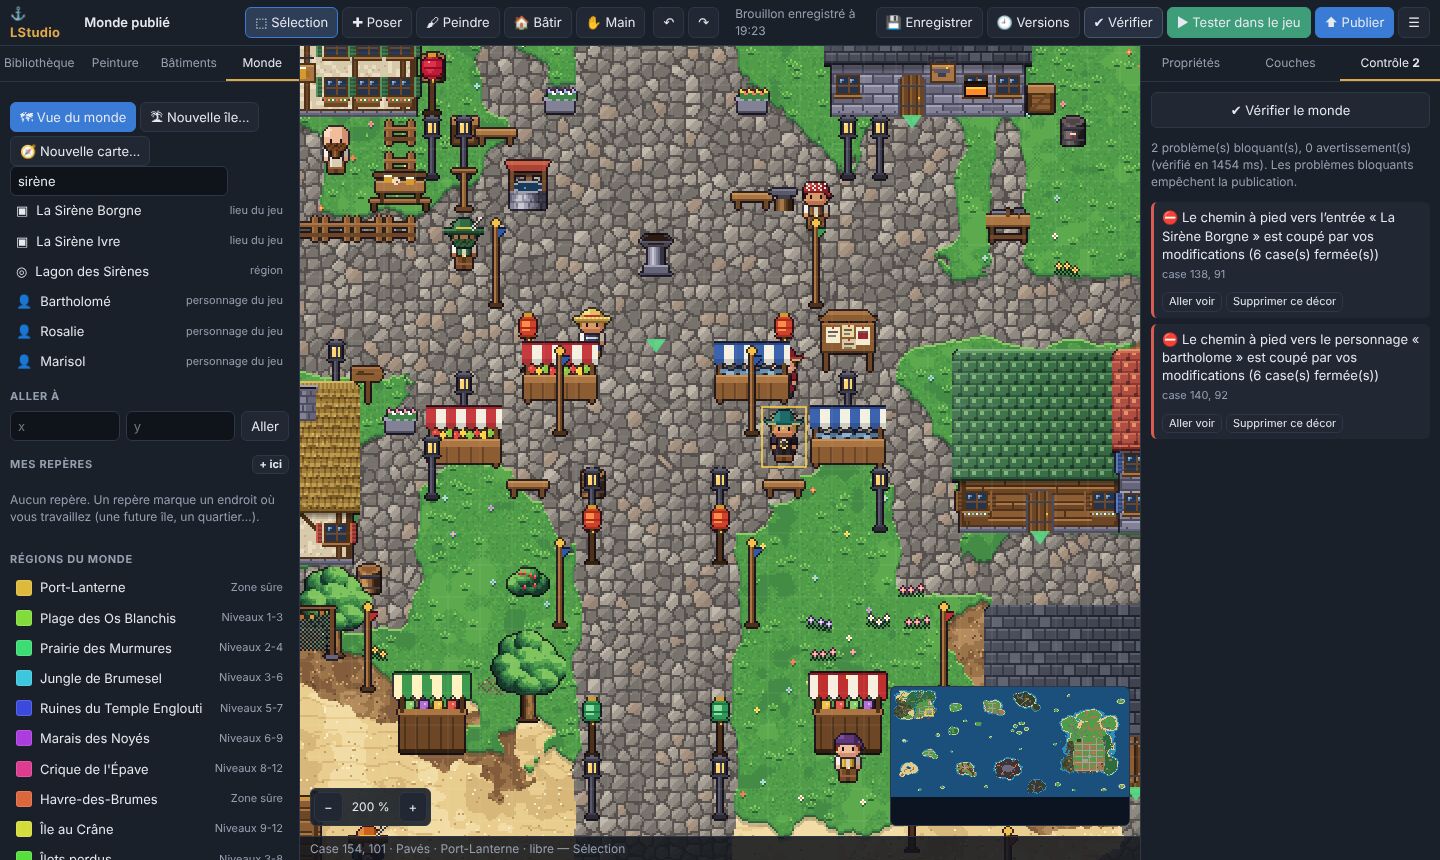 ⚓ LStudio
Monde publié
Sélection
Poser
Peindre
Bâtir
Main
Brouillon enregistré à
19:23
Enregistrer
Versions
Vérifier
Tester dans le jeu
Publier
Bibliothèque
Peinture
Bâtiments
Monde
Vue du monde
Nouvelle île...
Nouvelle carte...
sirène
La Sirène Borgne lieu du jeu
La Sirène Ivre lieu du jeu
Lagon des Sirènes région
Bartholomé personnage du jeu
Rosalie personnage du jeu
Marisol personnage du jeu
ALLER À
x
y
Aller
MES REPÈRES
+ ici
Aucun repère. Un repère marque un endroit où
vous travaillez (une future île, un quartier...).
RÉGIONS DU MONDE
Port-Lanterne Zone sûre
Plage des Os Blanchis Niveaux 1-3
Prairie des Murmures Niveaux 2-4
Jungle de Brumesel Niveaux 3-6
Ruines du Temple Englouti Niveaux 5-7
Marais des Noyés Niveaux 6-9
Crique de l'Épave Niveaux 8-12
Havre-des-Brumes Zone sûre
Île au Crâne Niveaux 9-12
Îlots perdus Niveaux 3-8
− 200 % +
Case 154, 101 · Pavés · Port-Lanterne · libre — Sélection
Propriétés
Couches
Contrôle 2
✔ Vérifier le monde
2 problème(s) bloquant(s), 0 avertissement(s)
(vérifié en 1454 ms). Les problèmes bloquants
empêchent la publication.
Le chemin à pied vers l'entrée « La
Sirène Borgne » est coupé par vos
modifications (6 case(s) fermée(s))
case 138, 91
Aller voir
Supprimer ce décor
Le chemin à pied vers le personnage «
bartholome » est coupé par vos
modifications (6 case(s) fermée(s))
case 140, 92
Aller voir
Supprimer ce décor